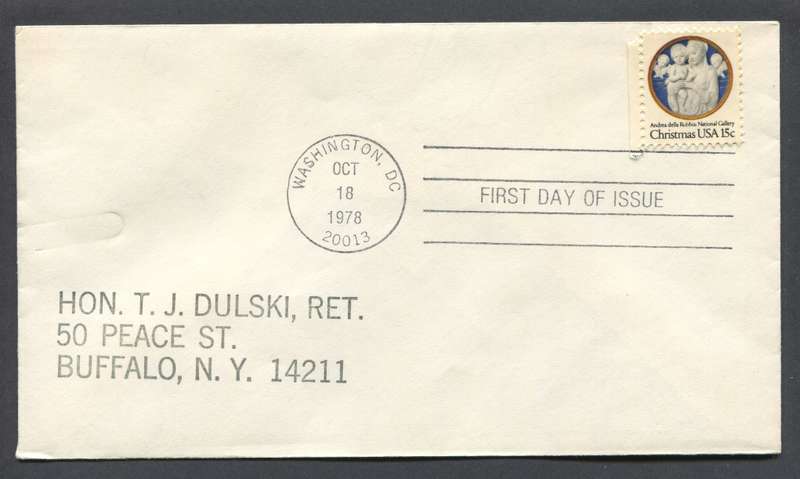 Andrea della Robbia: National Gallery
Christmas USA 15c
WASHINGTON, DC
OCT
18
1978
20013
FIRST DAY OF ISSUE
HON. T. J. DULSKI, RET.
50 PEACE ST.
BUFFALO, N. Y. 14211